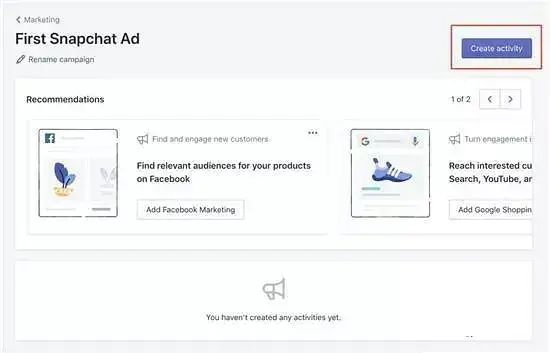 Marketing
First Snapchat Ad
Create activity
Rename campaign
Recommendations
1 of 2
Find and engage new customers
Turn engagement i
Find relevant audiences for your products
on Facebook
Reach interested cu
Search, YouTube, an
Add Facebook Marketing
Add Google Shoppin
You haven't created any activities yet.